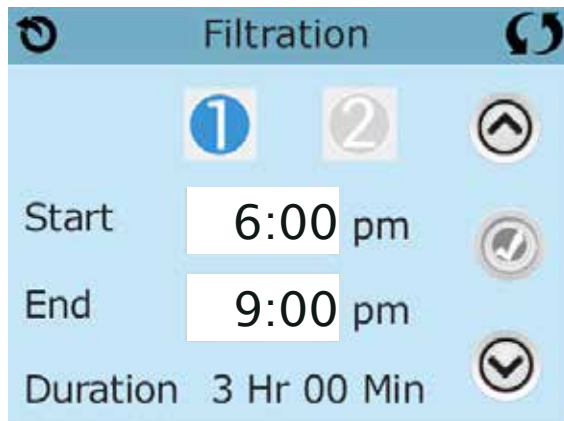 Filtration
1 2
Start 6:00 pm
End 9:00 pm
Duration 3 Hr 00 Min